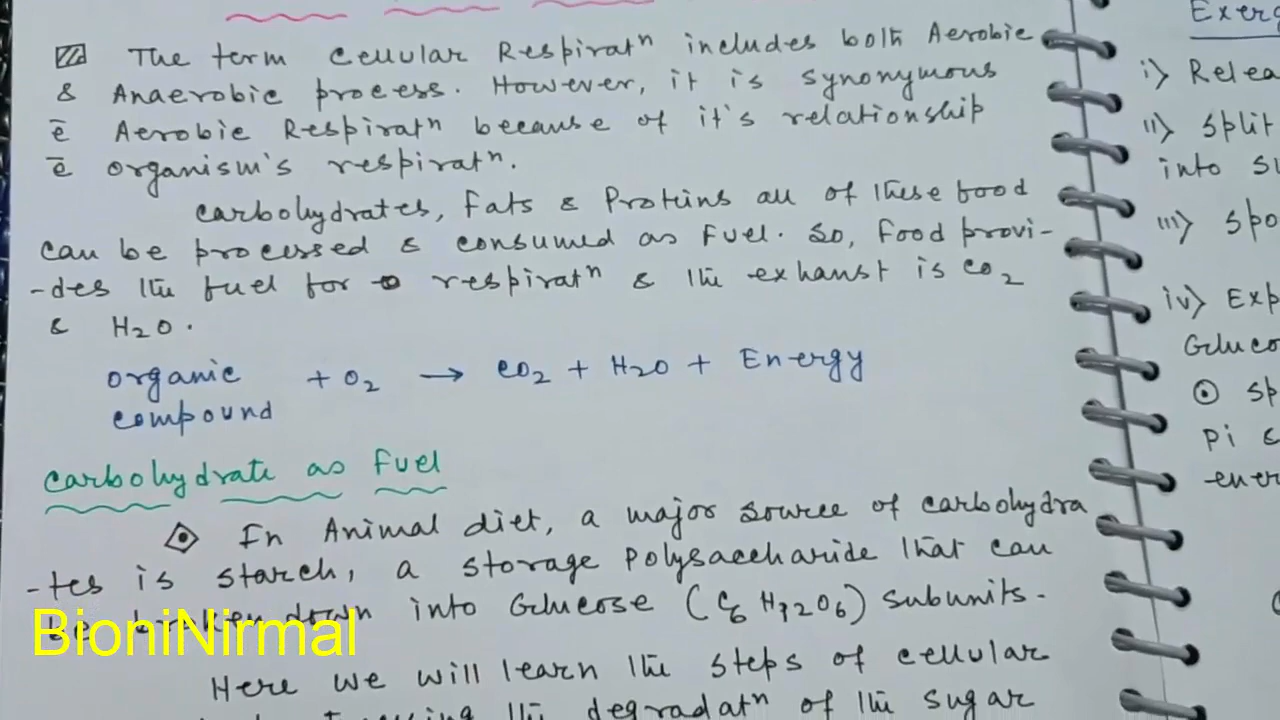 The term Cellular Respiratⁿ includes both Aerobic
& Anaerobic process. However, it is synonymous
c̄ Aerobic Respiratⁿ because of it's relationship
c̄ organism's respiratⁿ.
carbohydrates, Fats & Proteins all of these food
can be processed & consumed as fuel. So, Food provi-
-des the fuel for respiratⁿ & the exhaust is CO₂
& H₂O.
organic + O₂ → CO₂ + H₂O + Energy
compound
carbohydrate as Fuel
In Animal diet, a major source of carbohydra
-tes is starch, a storage polysaccharide that can
be broken down into Glucose (C₆H₁₂O₆) subunits.
Here we will learn the steps of cellular
the degradatⁿ of the sugar
Exerg
i) Relea
ii) split
into su
iii) spo
iv) Exp
Gluco
sp
Pi &
ener
BioniNirmal